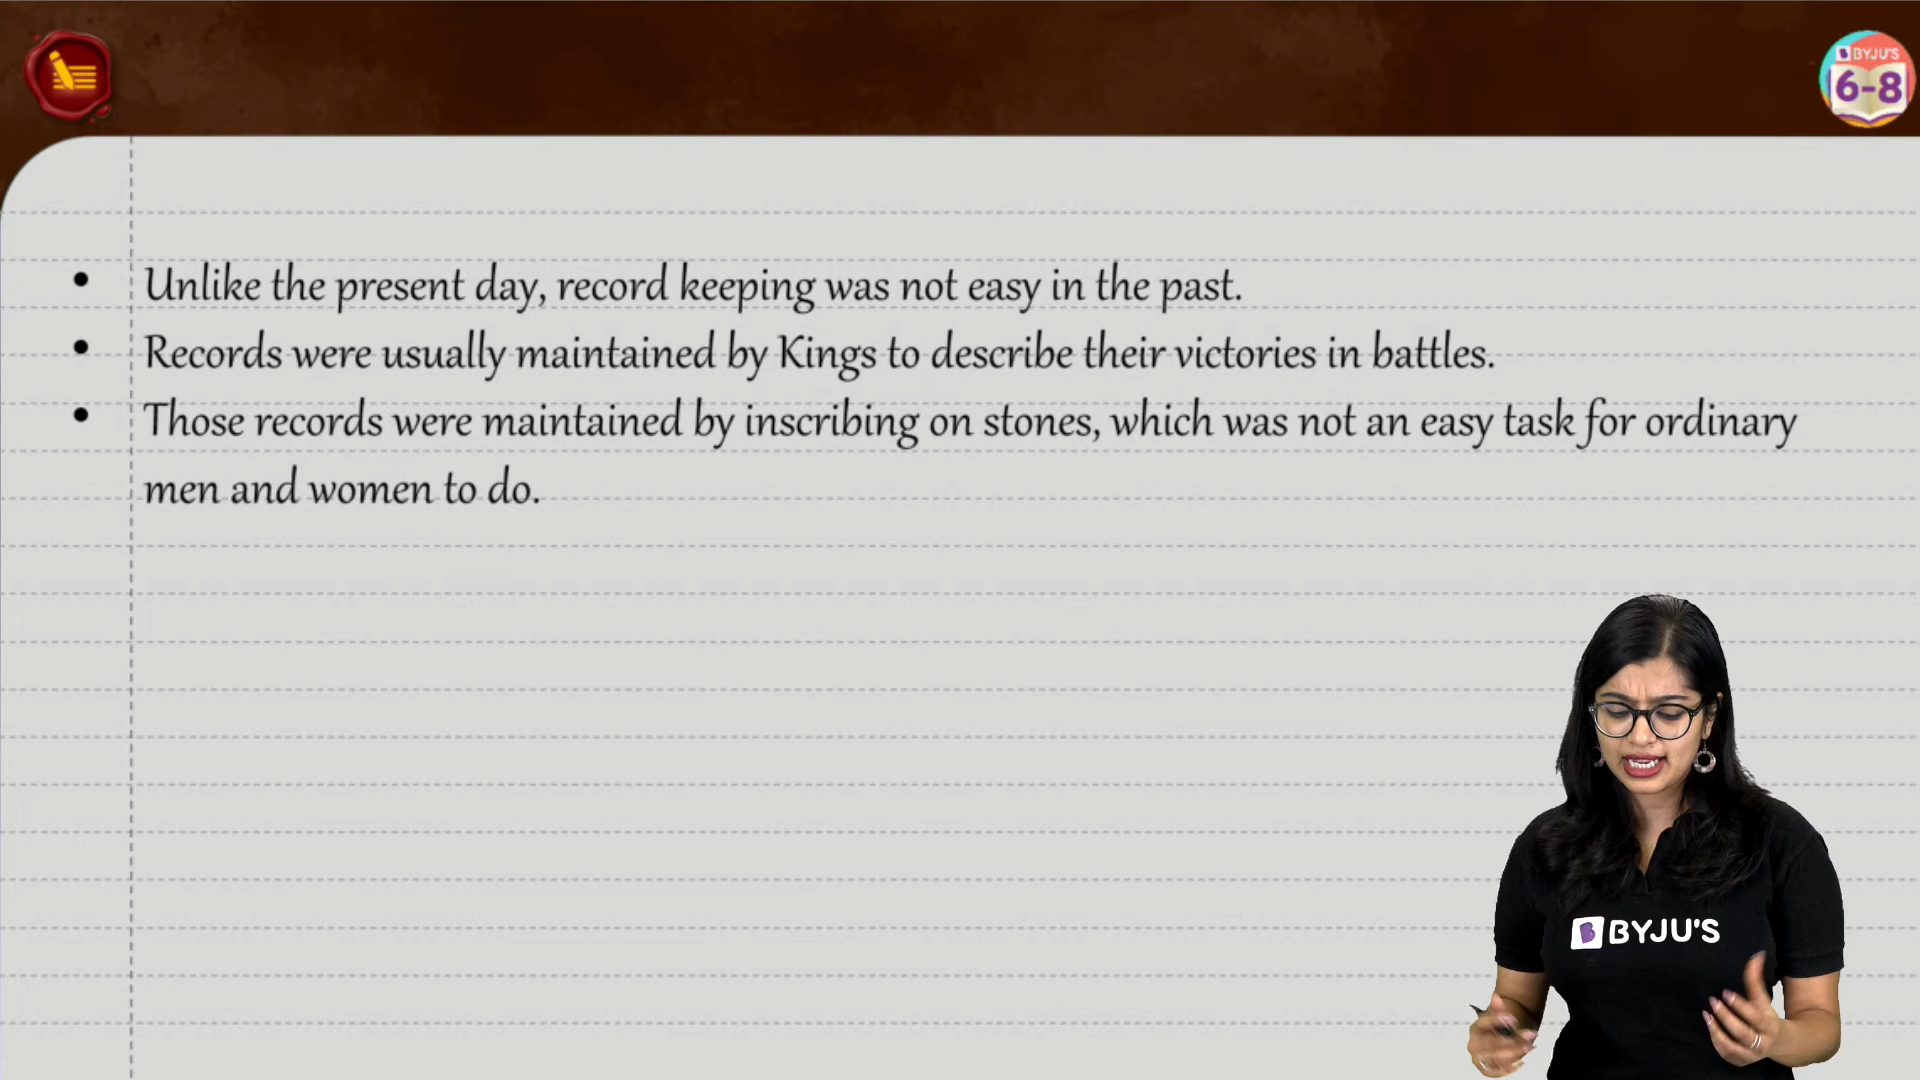 BYJU'S
6-8
• Unlike the present day, record keeping was not easy in the past.
• Records were usually maintained by Kings to describe their victories in battles.
• Those records were maintained by inscribing on stones, which was not an easy task for ordinary
men and women to do.
BYJU'S